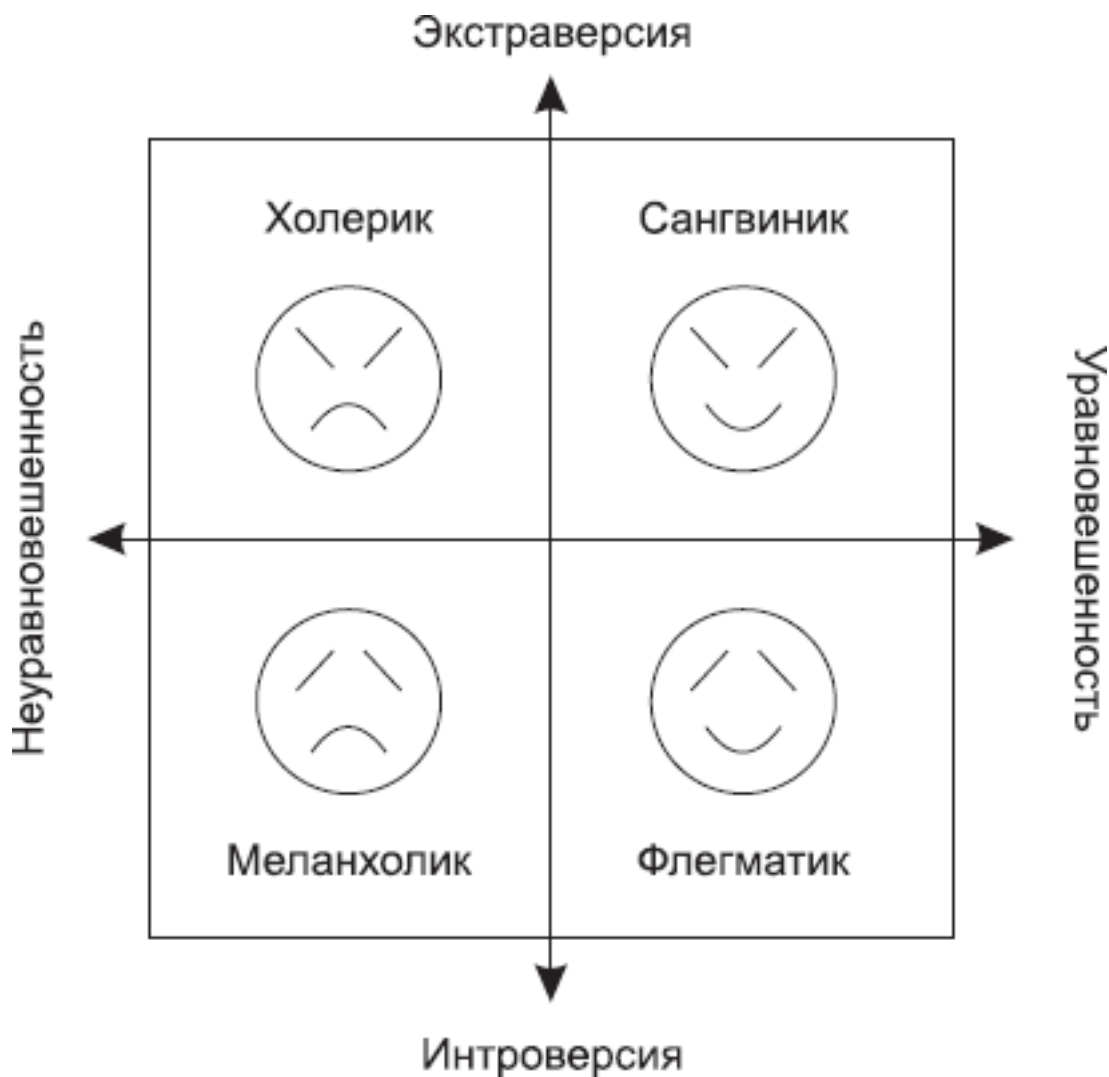 Экстраверсия
Холерик
Сангвиник
Неуравновешенность
Уравновешенность
Меланхолик
Флегматик
Интроверсия